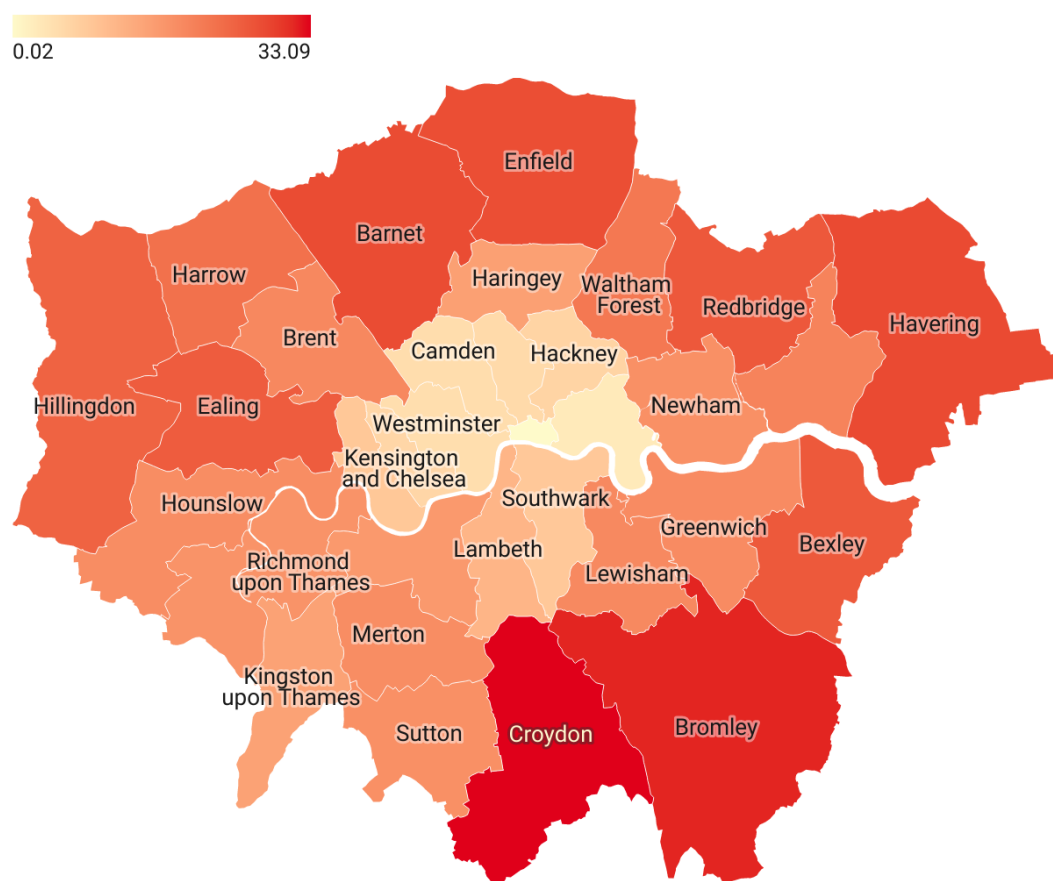 0.02 33.09
Enfield
Barnet
Harrow
Haringey
Waltham
Forest
Redbridge
Havering
Brent
Camden
Hackney
Hillingdon
Ealing
Newham
Westminster
Kensington
and Chelsea
Hounslow
Southwark
Greenwich
Bexley
Lambeth
Richmond
upon Thames
Lewisham
Merton
Kingston
upon Thames
Sutton
Croydon
Bromley